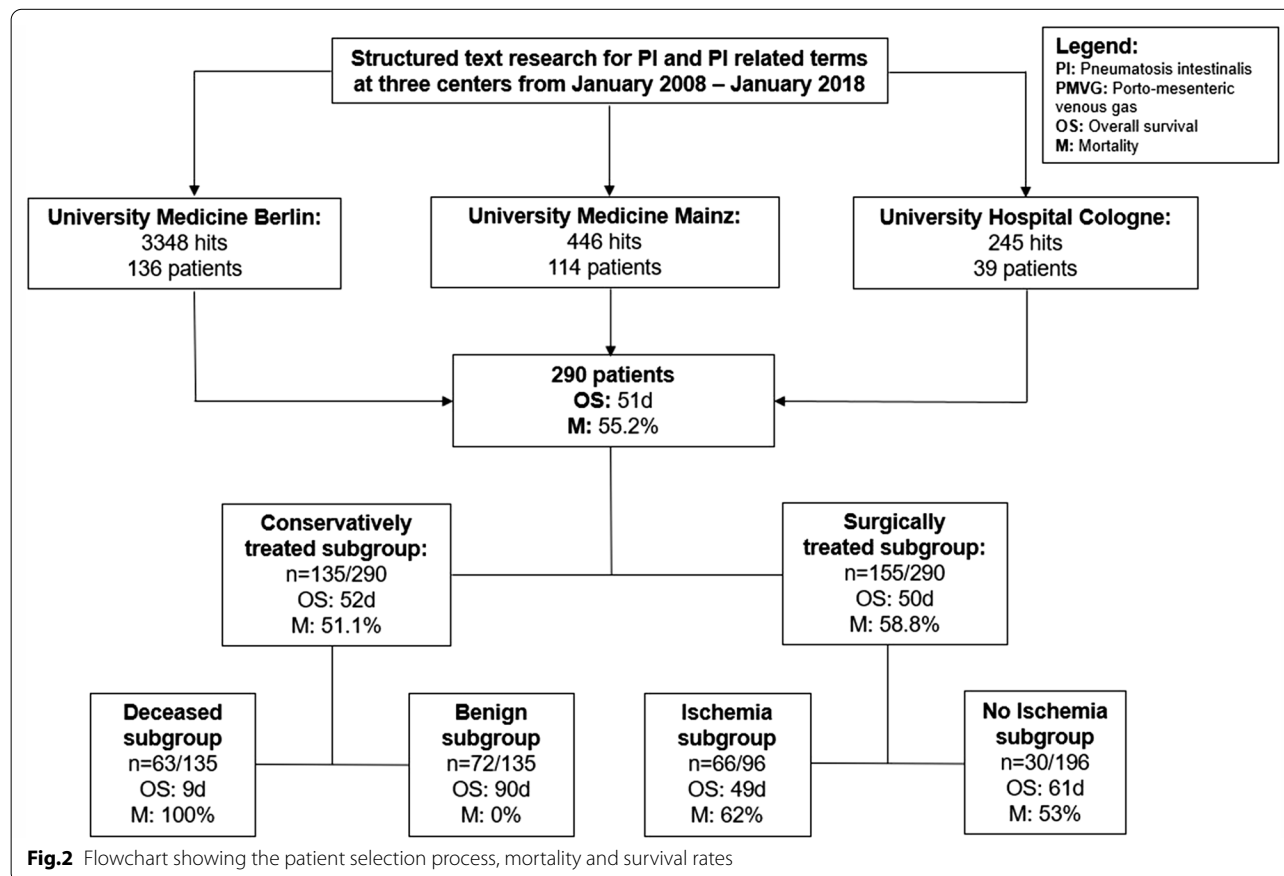 Structured text research for PI and PI related terms
at three centers from January 2008 – January 2018
Legend:
PI: Pneumatosis intestinalis
PMVG: Porto-mesenteric
venous gas
OS: Overall survival
M: Mortality
University Medicine Berlin:
3348 hits
136 patients
University Medicine Mainz:
446 hits
114 patients
University Hospital Cologne:
245 hits
39 patients
290 patients
OS: 51d
M: 55.2%
Conservatively
treated subgroup:
n=135/290
OS: 52d
M: 51.1%
Surgically
treated subgroup:
n=155/290
OS: 50d
M: 58.8%
Deceased
subgroup
n=63/135
OS: 9d
M: 100%
Benign
subgroup
n=72/135
OS: 90d
M: 0%
Ischemia
subgroup
n=66/96
OS: 49d
M: 62%
No Ischemia
subgroup
n=30/196
OS: 61d
M: 53%
Fig.2 Flowchart showing the patient selection process, mortality and survival rates